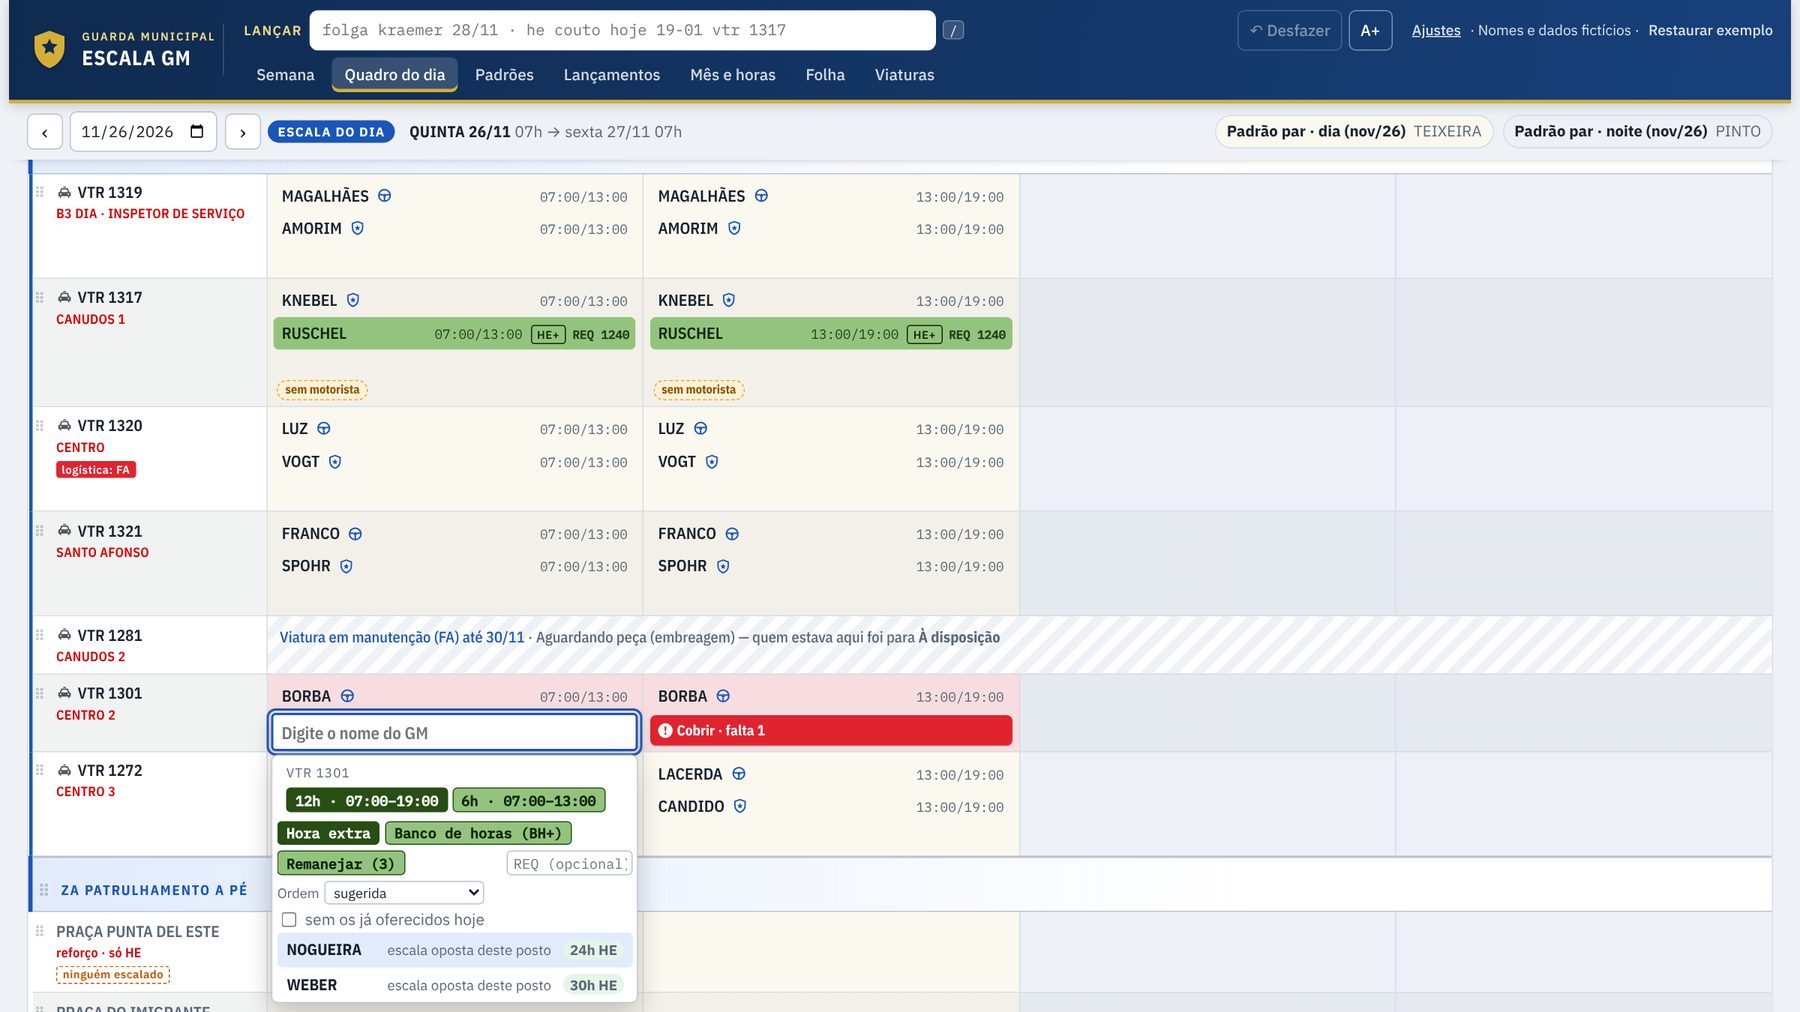 GUARDA MUNICIPAL
ESCALA GM
LANÇAR
folga kraemer 28/11 · he couto hoje 19-01 vtr 1317
/
↶ Desfazer
A+
Ajustes · Nomes e dados fictícios · Restaurar exemplo
Semana
Quadro do dia
Padrões
Lançamentos
Mês e horas
Folha
Viaturas
‹
11/26/2026
›
ESCALA DO DIA
QUINTA 26/11 07h → sexta 27/11 07h
Padrão par · dia (nov/26) TEIXEIRA
Padrão par · noite (nov/26) PINTO
VTR 1319
B3 DIA · INSPETOR DE SERVIÇO
MAGALHÃES 07:00/13:00
AMORIM 07:00/13:00
MAGALHÃES 13:00/19:00
AMORIM 13:00/19:00
VTR 1317
CANUDOS 1
KNEBEL 07:00/13:00
RUSCHEL 07:00/13:00 HE+ REQ 1240
sem motorista
KNEBEL 13:00/19:00
RUSCHEL 13:00/19:00 HE+ REQ 1240
sem motorista
VTR 1320
CENTRO
logística: FA
LUZ 07:00/13:00
VOGT 07:00/13:00
LUZ 13:00/19:00
VOGT 13:00/19:00
VTR 1321
SANTO AFONSO
FRANCO 07:00/13:00
SPOHR 07:00/13:00
FRANCO 13:00/19:00
SPOHR 13:00/19:00
VTR 1281
CANUDOS 2
Viatura em manutenção (FA) até 30/11 · Aguardando peça (embreagem) — quem estava aqui foi para À disposição
VTR 1301
CENTRO 2
BORBA 07:00/13:00
Digite o nome do GM
BORBA 13:00/19:00
Cobrir · falta 1
VTR 1301
12h · 07:00–19:00
6h · 07:00–13:00
Hora extra
Banco de horas (BH+)
Remanejar (3)
REQ (opcional)
Ordem sugerida
sem os já oferecidos hoje
NOGUEIRA escala oposta deste posto 24h HE
WEBER escala oposta deste posto 30h HE
VTR 1272
CENTRO 3
LACERDA 13:00/19:00
CANDIDO 13:00/19:00
ZA PATRULHAMENTO A PÉ
PRAÇA PUNTA DEL ESTE
reforço · só HE
ninguém escalado
PRAÇA DO IMIGRANTE